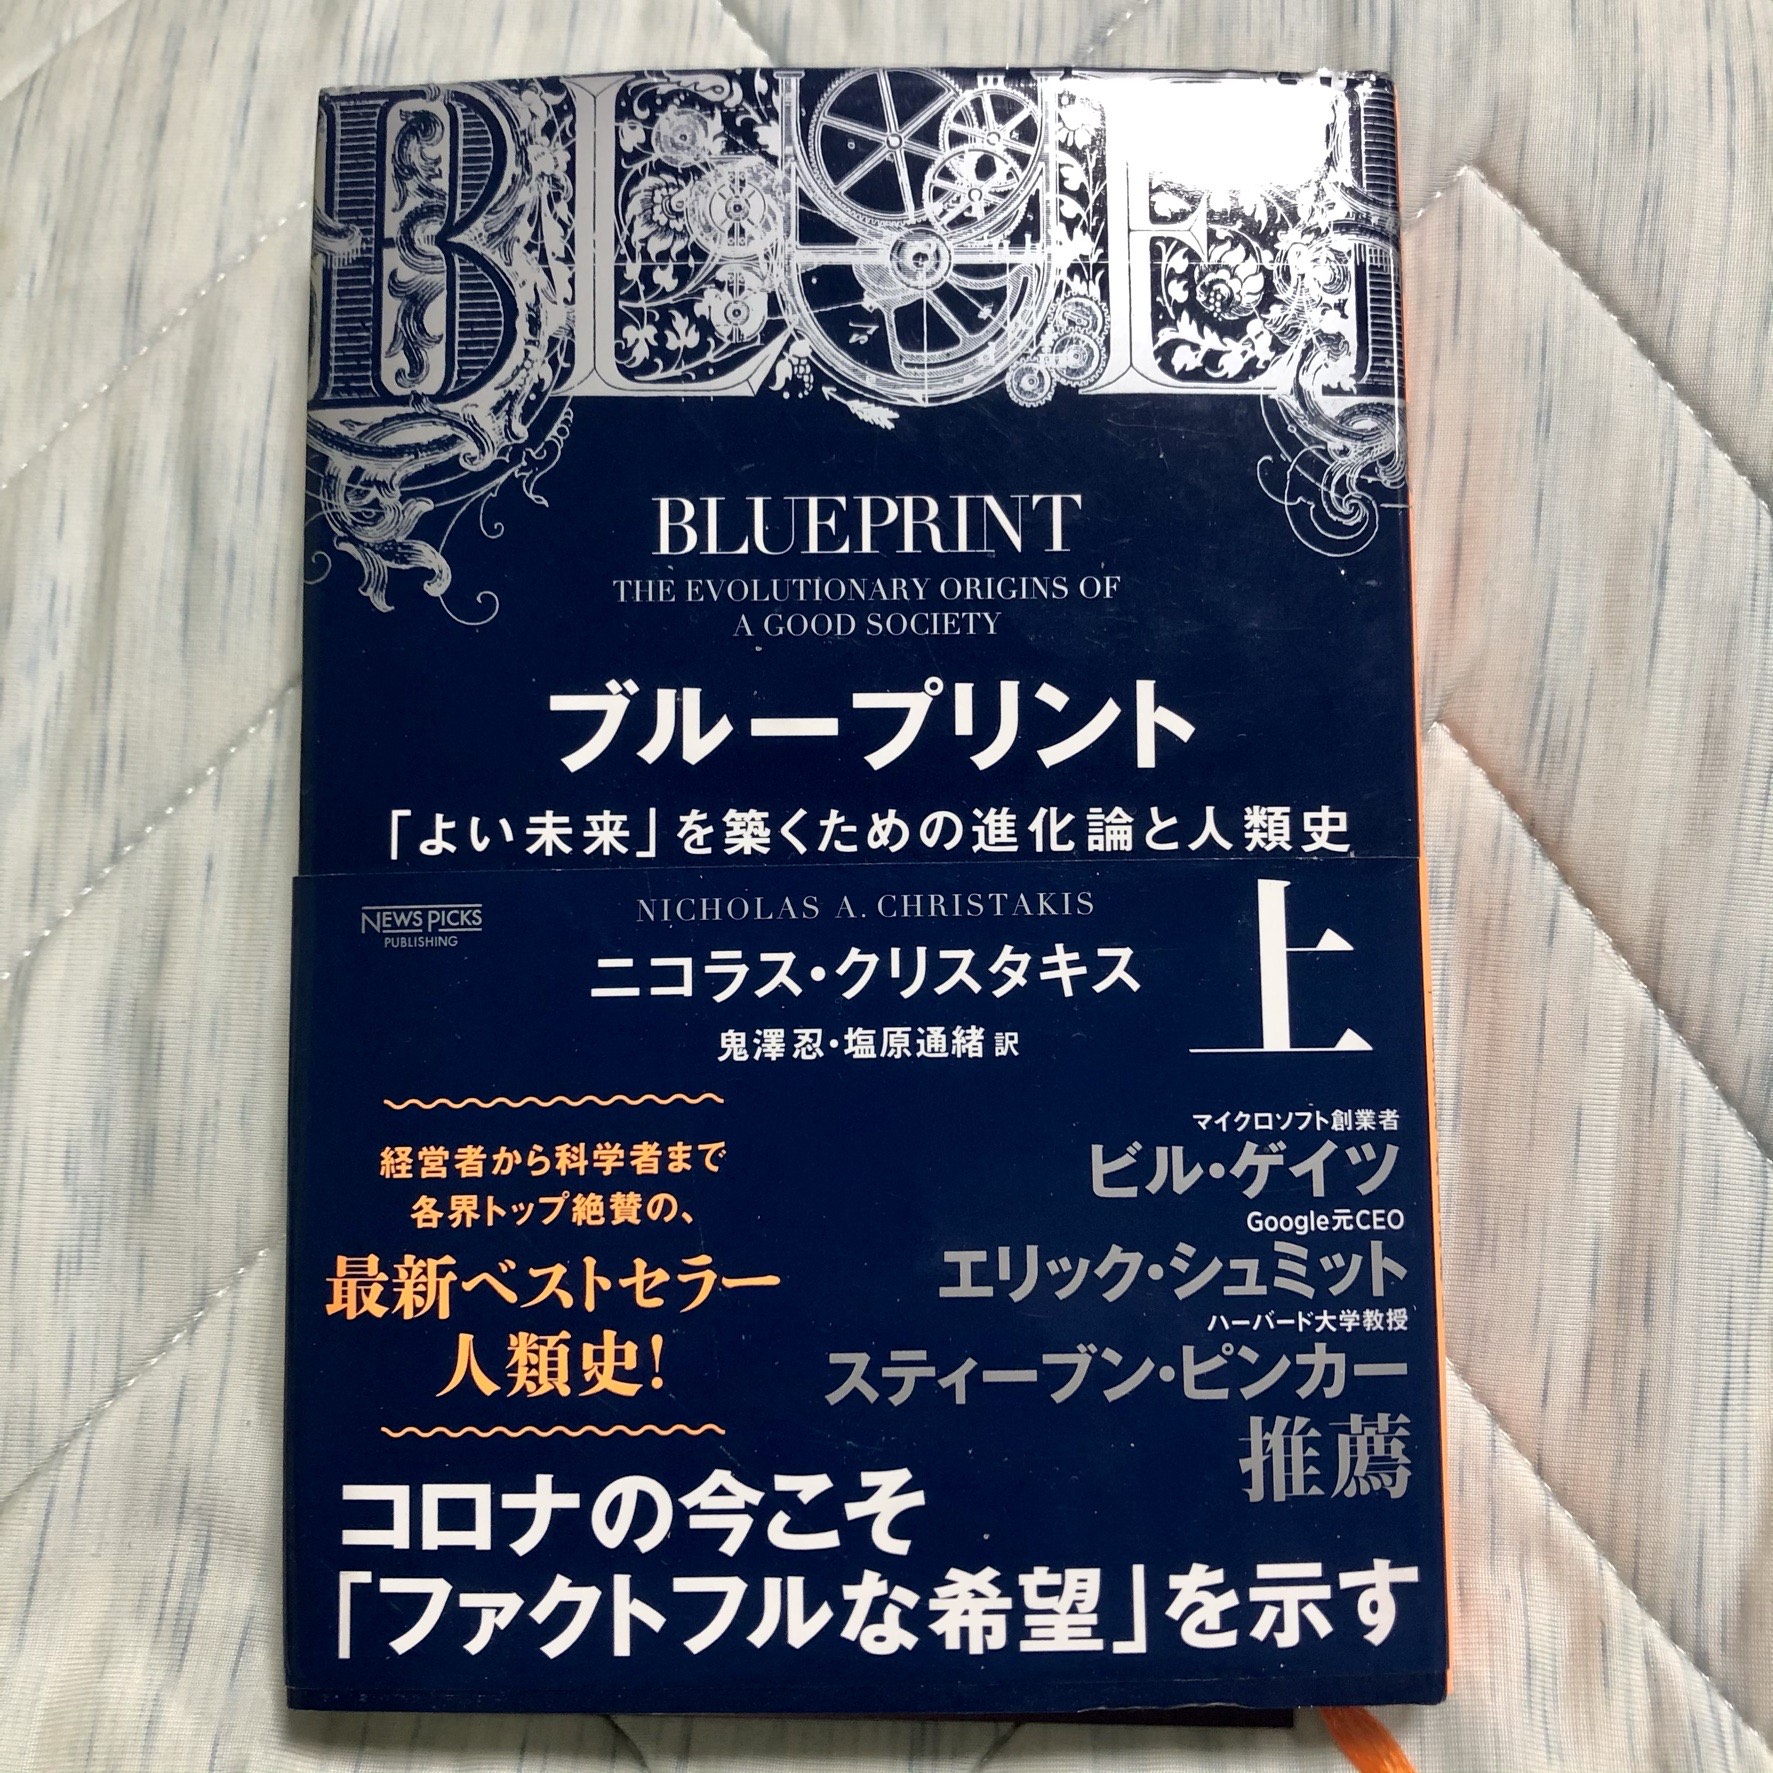 BLUE
BLUEPRINT
THE EVOLUTIONARY ORIGINS OF
A GOOD SOCIETY
ブループリント
「よい未来」を築くための進化論と人類史
NEWS PICKS
PUBLISHING
NICHOLAS A. CHRISTAKIS
ニコラス・クリスタキス
鬼澤忍・塩原通緒 訳
上
経営者から科学者まで
各界トップ絶賛の、
最新ベストセラー
人類史!
マイクロソフト創業者
ビル・ゲイツ
Google元CEO
エリック・シュミット
ハーバード大学教授
スティーブン・ピンカー
推薦
コロナの今こそ
「ファクトフルな希望」を示す